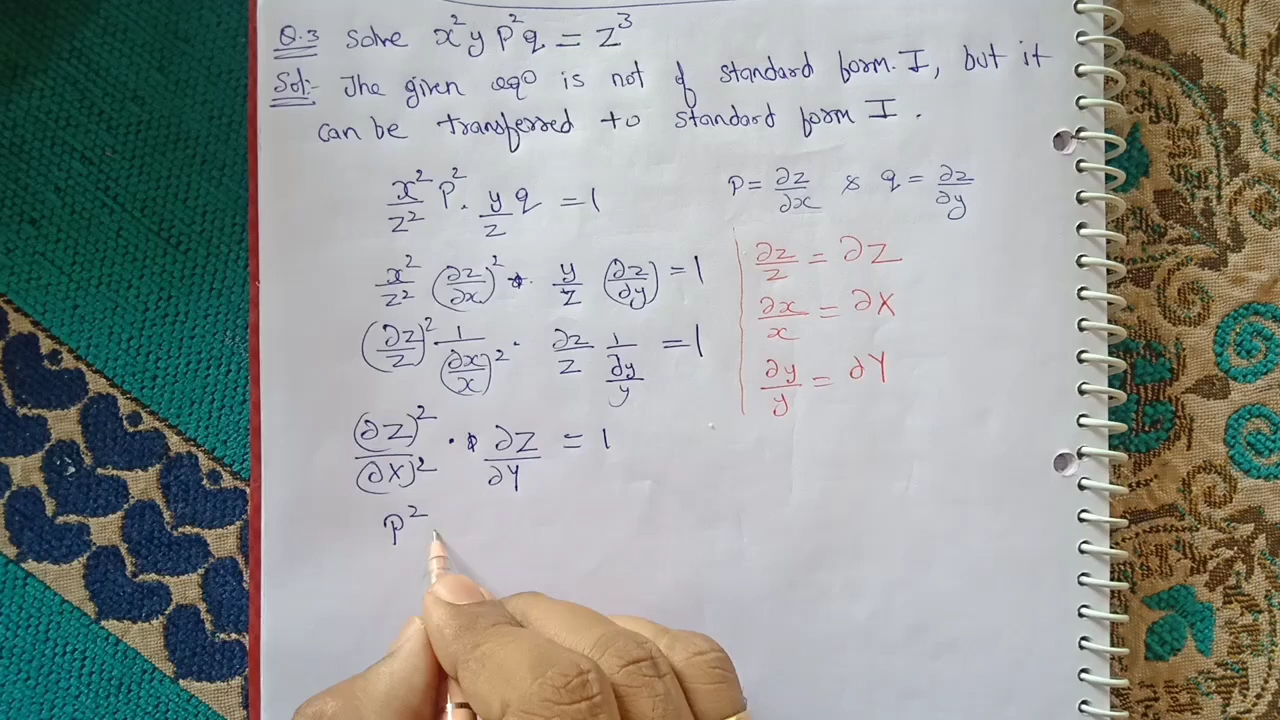 Q.3 Solve x²y p²q = z³
Sol:- The given eqn is not of standard form I, but it
can be transferred to standard form I.
x²/z² p² · y/z q = 1
p = ∂z/∂x & q = ∂z/∂y
x²/z² (∂z/∂x)² · y/z (∂z/∂y) = 1
∂z/z = ∂Z
∂x/x = ∂X
(∂z/z)² 1/(∂x/x)² · ∂z/z 1/(∂y/y) = 1
∂y/y = ∂Y
(∂Z)²/(∂X)² · ∂Z/∂Y = 1
P²